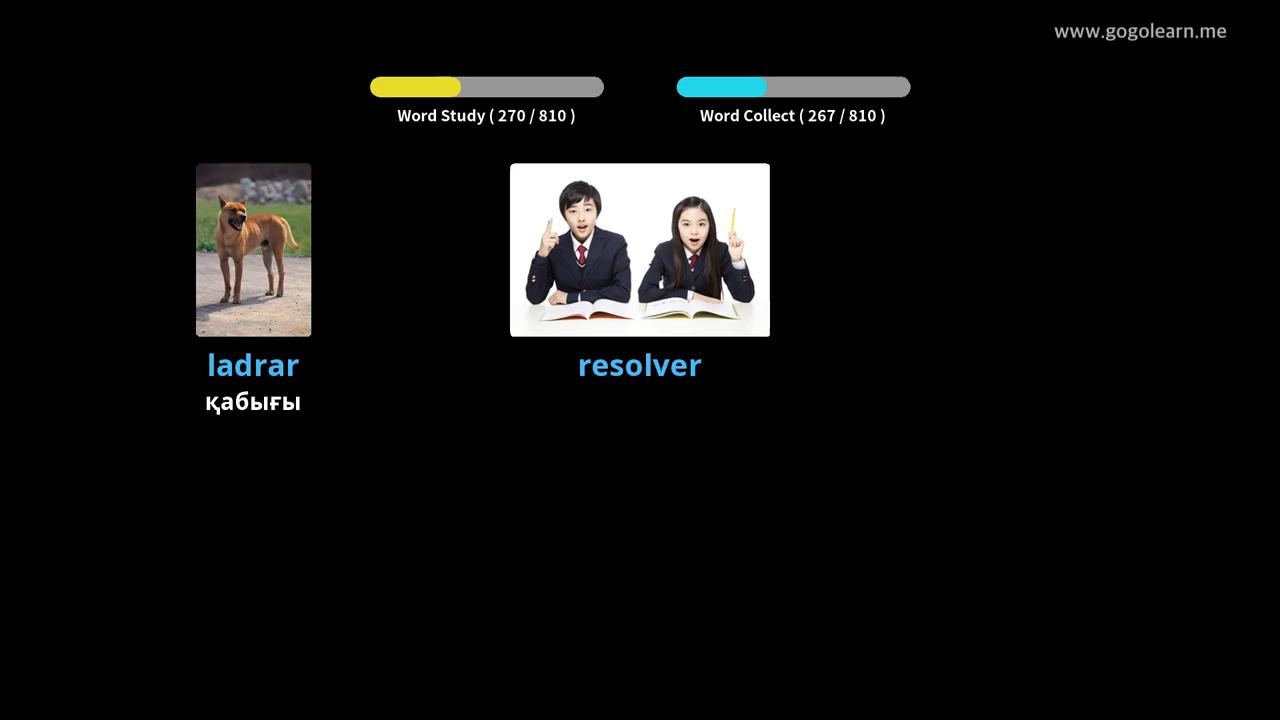 www.gogolearn.me
Word Study ( 270 / 810 )
Word Collect ( 267 / 810 )
ladrar
қабығы
resolver